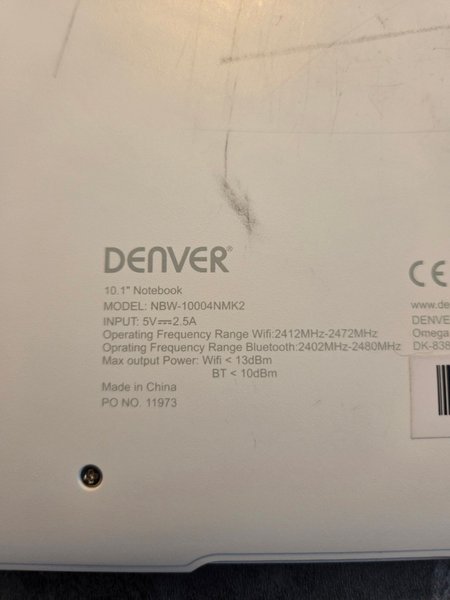 DENVER®
10.1" Notebook
MODEL: NBW-10004NMK2
INPUT: 5V⎓2.5A
Operating Frequency Range Wifi:2412MHz-2472MHz
Oprating Frequency Range Bluetooth:2402MHz-2480MHz
Max output Power: Wifi < 13dBm
BT < 10dBm
Made in China
PO NO. 11973
CE
www.de
DENVE
Omega
DK-838